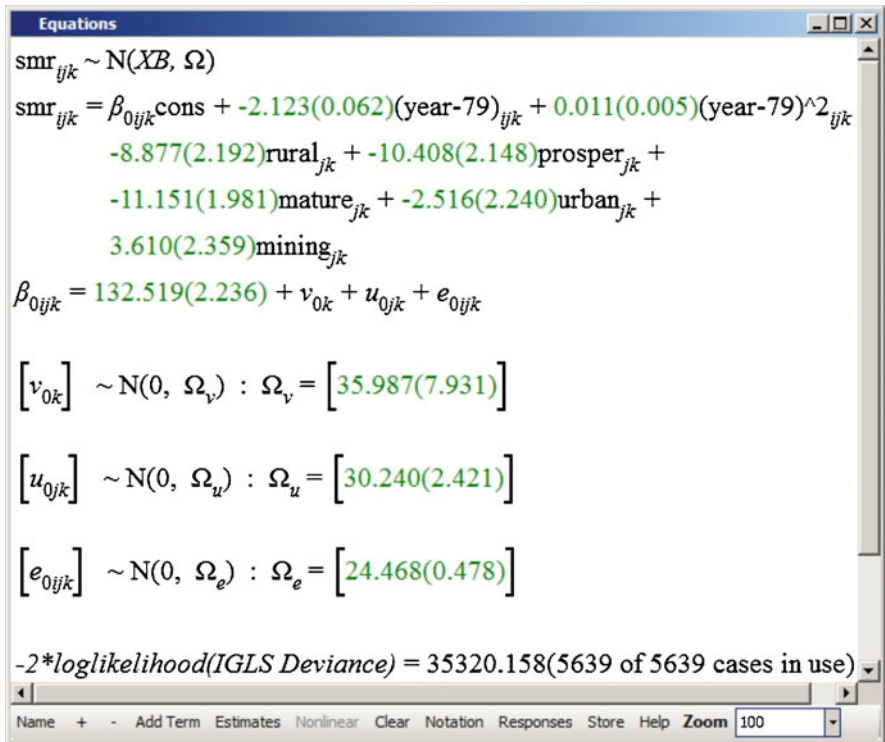 Equations
smr_ijk ~ N(XB, Ω)
smr_ijk = β_0ijk cons + -2.123(0.062)(year-79)_ijk + 0.011(0.005)(year-79)^2_ijk
-8.877(2.192)rural_jk + -10.408(2.148)prosper_jk +
-11.151(1.981)mature_jk + -2.516(2.240)urban_jk +
3.610(2.359)mining_jk
β_0ijk = 132.519(2.236) + v_0k + u_0jk + e_0ijk
[v_0k] ~ N(0, Ω_v) : Ω_v = [35.987(7.931)]
[u_0jk] ~ N(0, Ω_u) : Ω_u = [30.240(2.421)]
[e_0ijk] ~ N(0, Ω_e) : Ω_e = [24.468(0.478)]
-2*loglikelihood(IGLS Deviance) = 35320.158(5639 of 5639 cases in use)
Name + - Add Term Estimates Nonlinear Clear Notation Responses Store Help Zoom 100